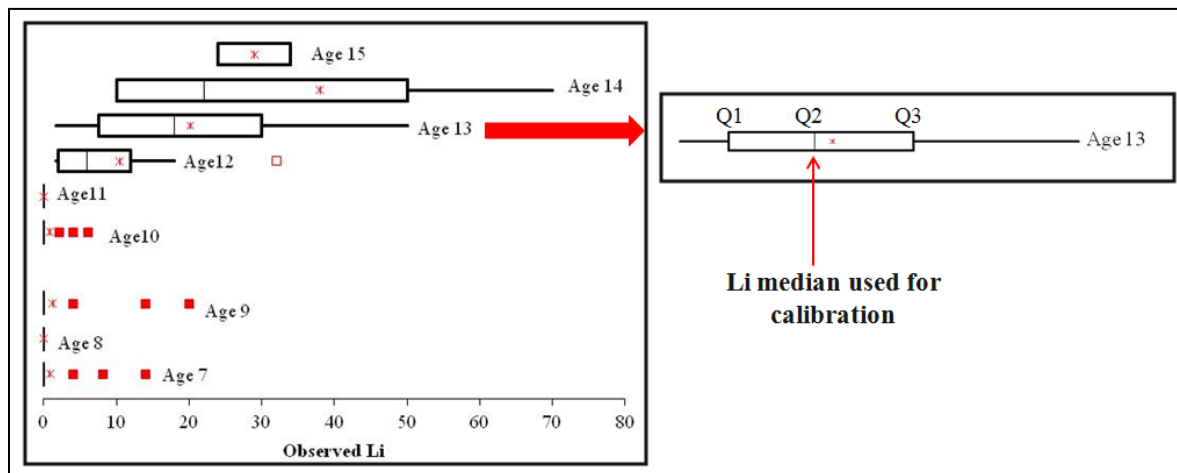 Age 15
Age 14
Age 13
Age12
Age11
Age10
Age 9
Age 8
Age 7
0 10 20 30 40 50 60 70 80
Observed Li
Q1 Q2 Q3
Age 13
Li median used for
calibration